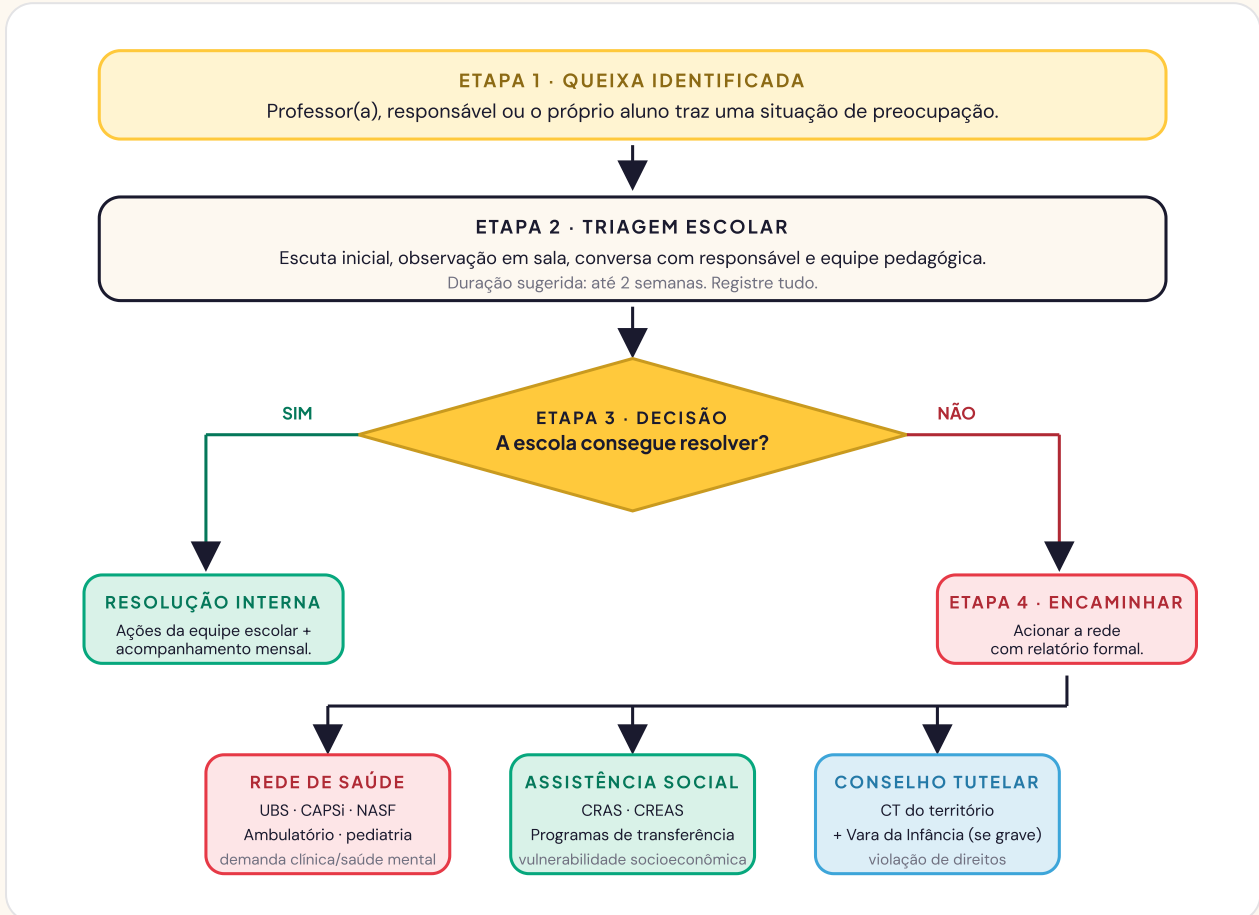 ETAPA 1 · QUEIXA IDENTIFICADA
Professor(a), responsável ou o próprio aluno traz uma situação de preocupação.
ETAPA 2 · TRIAGEM ESCOLAR
Escuta inicial, observação em sala, conversa com responsável e equipe pedagógica.
Duração sugerida: até 2 semanas. Registre tudo.
ETAPA 3 · DECISÃO
A escola consegue resolver?
SIM
NÃO
RESOLUÇÃO INTERNA
Ações da equipe escolar +
acompanhamento mensal.
ETAPA 4 · ENCAMINHAR
Acionar a rede
com relatório formal.
REDE DE SAÚDE
UBS · CAPSi · NASF
Ambulatório · pediatria
demanda clínica/saúde mental
ASSISTÊNCIA SOCIAL
CRAS · CREAS
Programas de transferência
vulnerabilidade socioeconômica
CONSELHO TUTELAR
CT do território
+ Vara da Infância (se grave)
violação de direitos